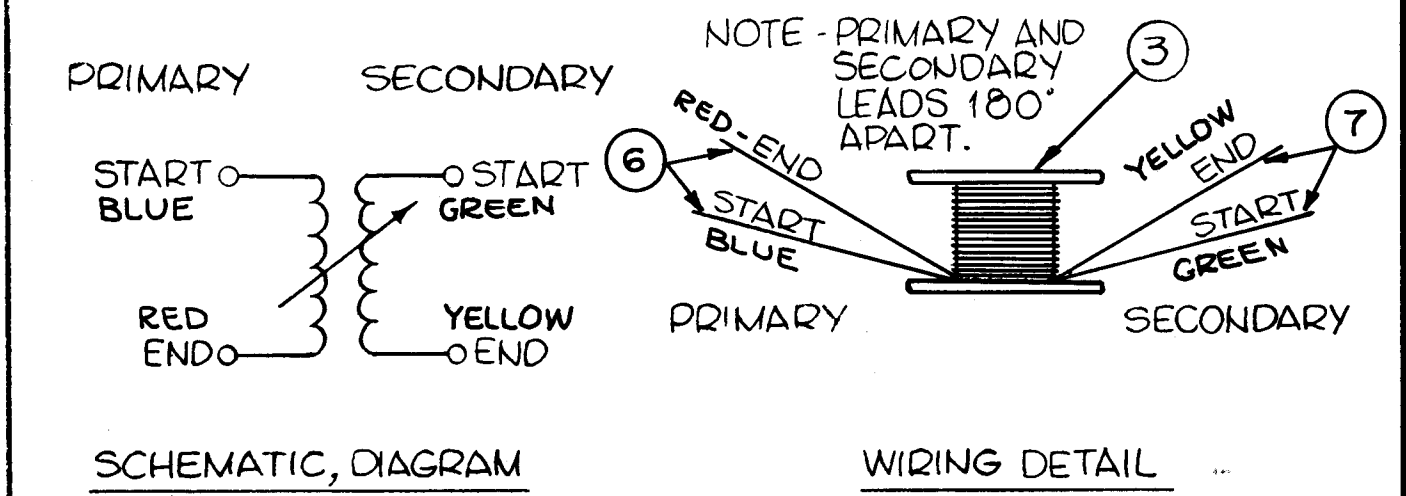 PRIMARY SECONDARY
START START
BLUE GREEN
RED YELLOW
END END
SCHEMATIC, DIAGRAM
NOTE - PRIMARY AND
SECONDARY
LEADS 180°
APART.
3
6
RED - END
START
BLUE
PRIMARY
YELLOW
END
7
START
GREEN
SECONDARY
WIRING DETAIL